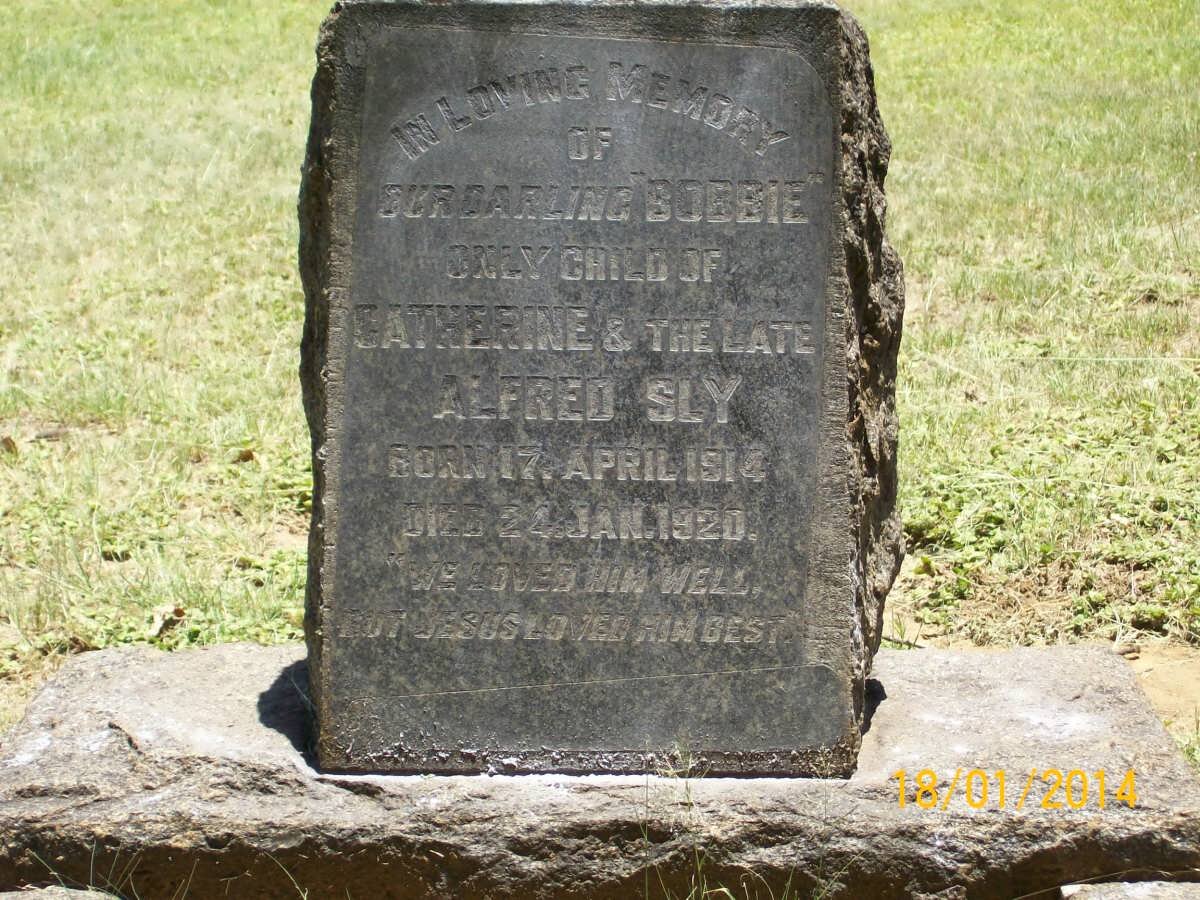 IN LOVING MEMORY
OF
OUR DARLING "BOBBIE"
ONLY CHILD OF
CATHERINE & THE LATE
ALFRED SLY
BORN 17. APRIL 1914
DIED 24. JAN. 1920.
"WE LOVED HIM WELL,
BUT JESUS LOVED HIM BEST."
18/01/2014